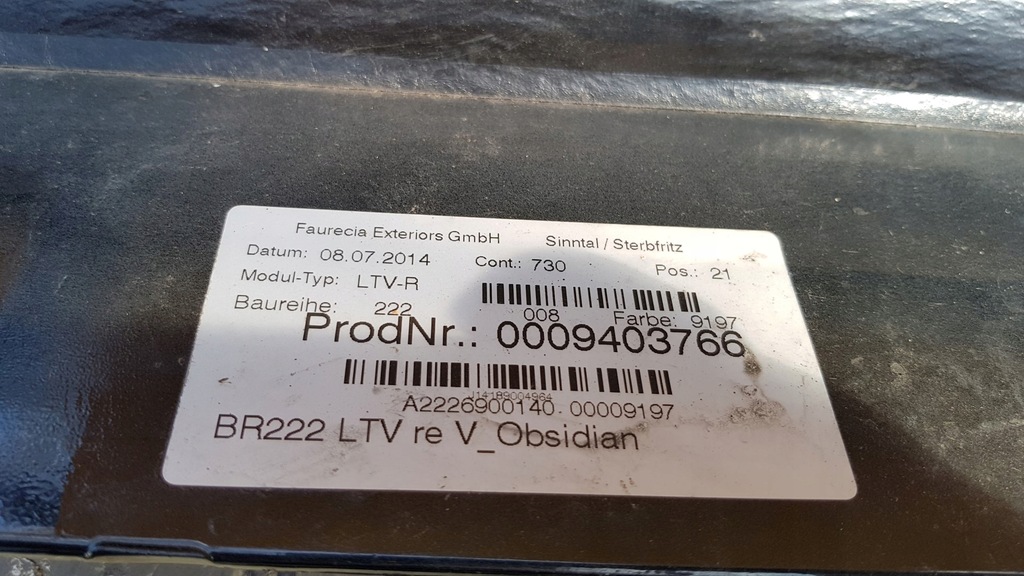 Faurecia Exteriors GmbH Sinntal / Sterbfritz
Datum: 08.07.2014 Cont.: 730 Pos.: 21
Modul-Typ: LTV-R
Baureihe: 222 008 Farbe: 9197
ProdNr.: 0009403766
J14189004964
A2226900140 00009197
BR222 LTV re V_Obsidian